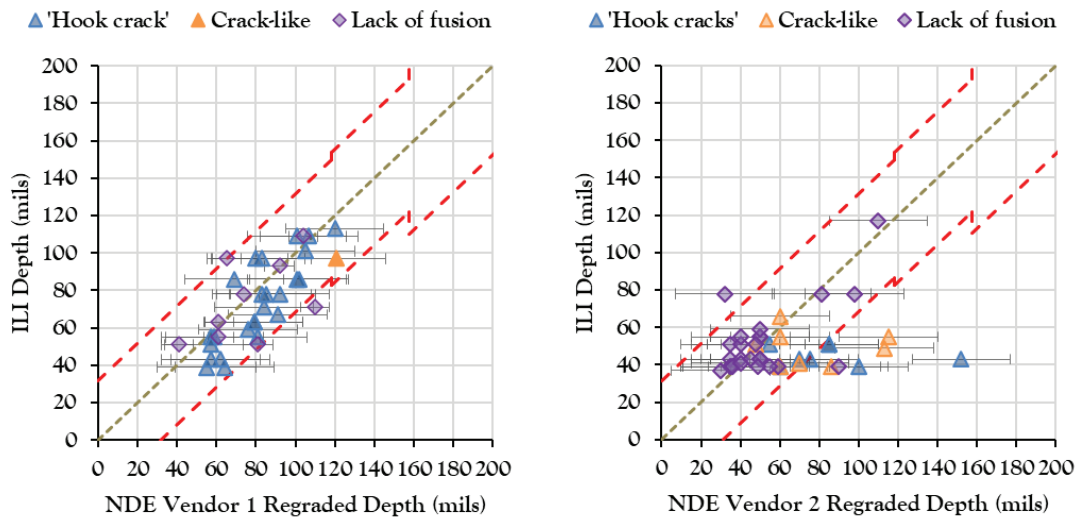 'Hook crack' Crack-like Lack of fusion
200
180
160
140
120
100
80
60
40
20
0
ILI Depth (mils)
0 20 40 60 80 100 120 140 160 180 200
NDE Vendor 1 Regraded Depth (mils)
'Hook cracks' Crack-like Lack of fusion
200
180
160
140
120
100
80
60
40
20
0
ILI Depth (mils)
0 20 40 60 80 100 120 140 160 180 200
NDE Vendor 2 Regraded Depth (mils)